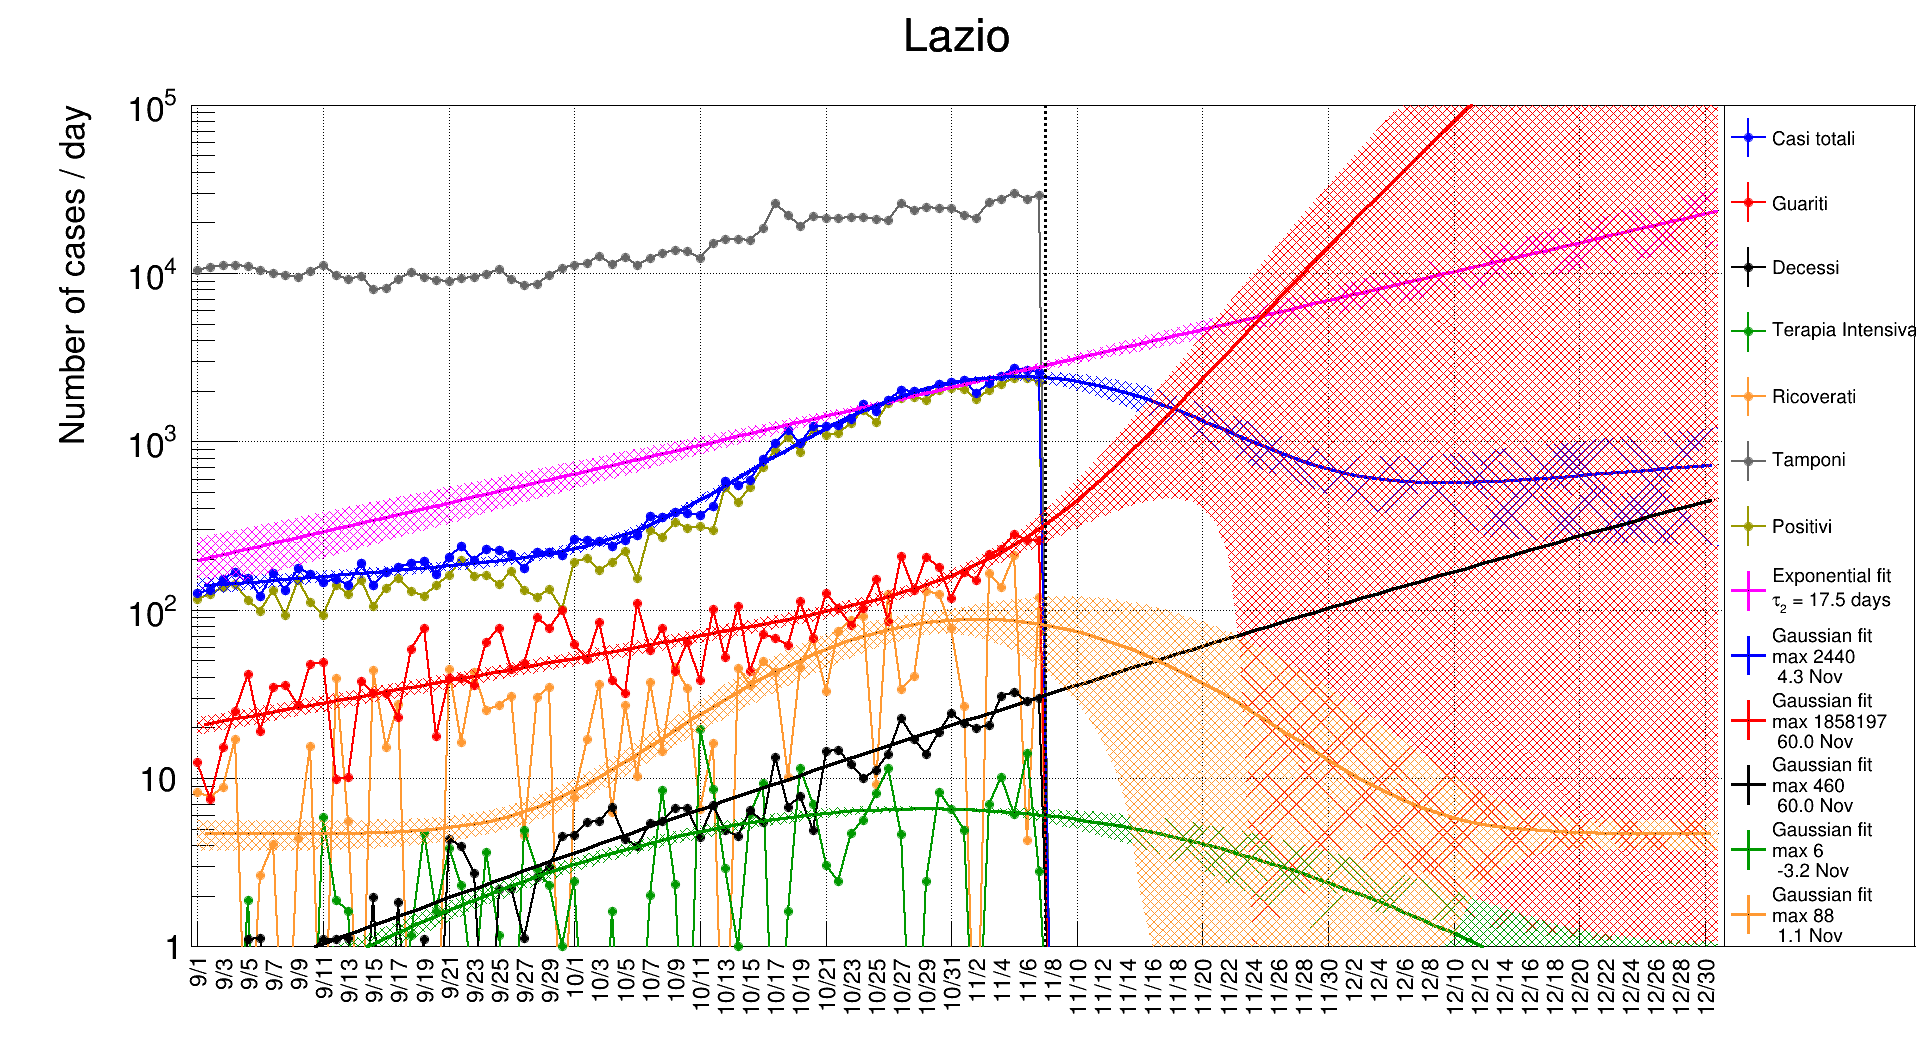 Lazio
Number of cases / day
10^5
10^4
10^3
10^2
10
1
9/1
9/3
9/5
9/7
9/9
9/11
9/13
9/15
9/17
9/19
9/21
9/23
9/25
9/27
9/29
10/1
10/3
10/5
10/7
10/9
10/11
10/13
10/15
10/17
10/19
10/21
10/23
10/25
10/27
10/29
10/31
11/2
11/4
11/6
11/8
11/10
11/12
11/14
11/16
11/18
11/20
11/22
11/24
11/26
11/28
11/30
12/2
12/4
12/6
12/8
12/10
12/12
12/14
12/16
12/18
12/20
12/22
12/24
12/26
12/28
12/30
Casi totali
Guariti
Decessi
Terapia Intensiva
Ricoverati
Tamponi
Positivi
Exponential fit
τ₂ = 17.5 days
Gaussian fit
max 2440
4.3 Nov
Gaussian fit
max 1858197
60.0 Nov
Gaussian fit
max 460
60.0 Nov
Gaussian fit
max 6
-3.2 Nov
Gaussian fit
max 88
1.1 Nov